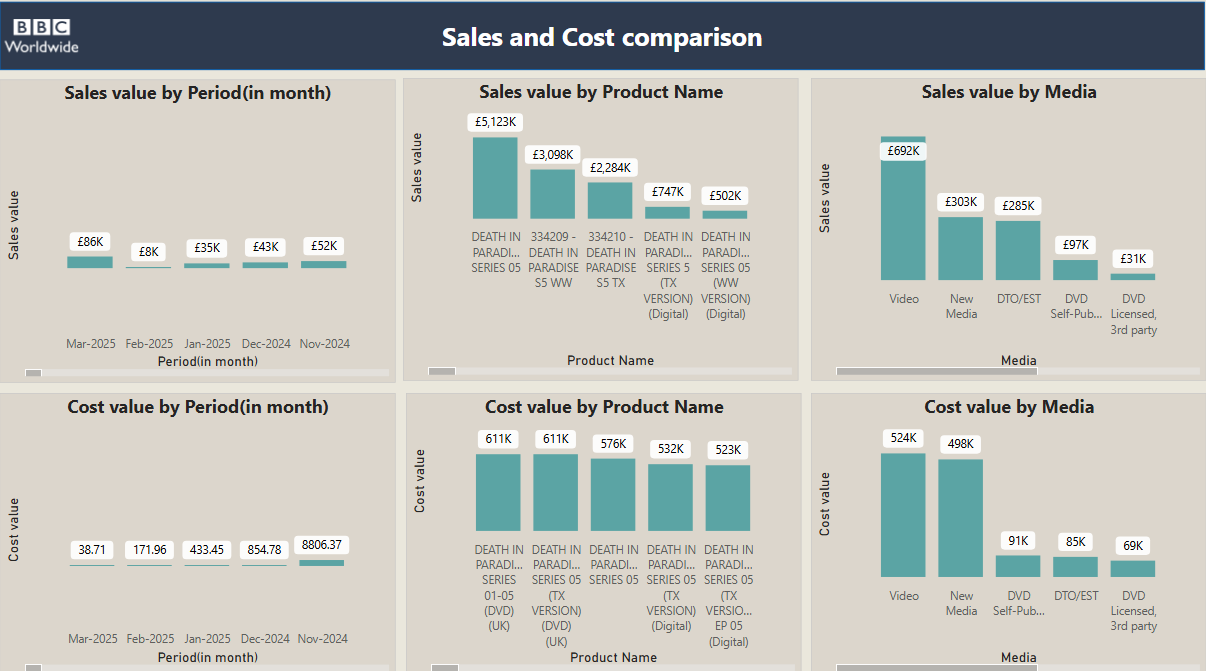 BBC
Worldwide
Sales and Cost comparison
Sales value by Period(in month)
Sales value
£86K
£8K
£35K
£43K
£52K
Mar-2025
Feb-2025
Jan-2025
Dec-2024
Nov-2024
Period(in month)
Sales value by Product Name
Sales value
£5,123K
£3,098K
£2,284K
£747K
£502K
DEATH IN
PARADI...
SERIES 05
334209 -
DEATH IN
PARADISE
S5 WW
334210 -
DEATH IN
PARADISE
S5 TX
DEATH IN
PARADI...
SERIES 5
(TX
VERSION)
(Digital)
DEATH IN
PARADI...
SERIES 05
(WW
VERSION)
(Digital)
Product Name
Sales value by Media
Sales value
£692K
£303K
£285K
£97K
£31K
Video
New
Media
DTO/EST
DVD
Self-Pub...
DVD
Licensed,
3rd party
Media
Cost value by Period(in month)
Cost value
38.71
171.96
433.45
854.78
8806.37
Mar-2025
Feb-2025
Jan-2025
Dec-2024
Nov-2024
Period(in month)
Cost value by Product Name
Cost value
611K
611K
576K
532K
523K
DEATH IN
PARADI...
SERIES
01-05
(DVD)
(UK)
DEATH IN
PARADI...
SERIES 05
(TX
VERSION)
(DVD)
(UK)
DEATH IN
PARADI...
SERIES 05
DEATH IN
PARADI...
SERIES 05
(TX
VERSION)
(Digital)
DEATH IN
PARADI...
SERIES 05
(TX
VERSIO...
EP 05
(Digital)
Product Name
Cost value by Media
Cost value
524K
498K
91K
85K
69K
Video
New
Media
DVD
Self-Pub...
DTO/EST
DVD
Licensed,
3rd party
Media